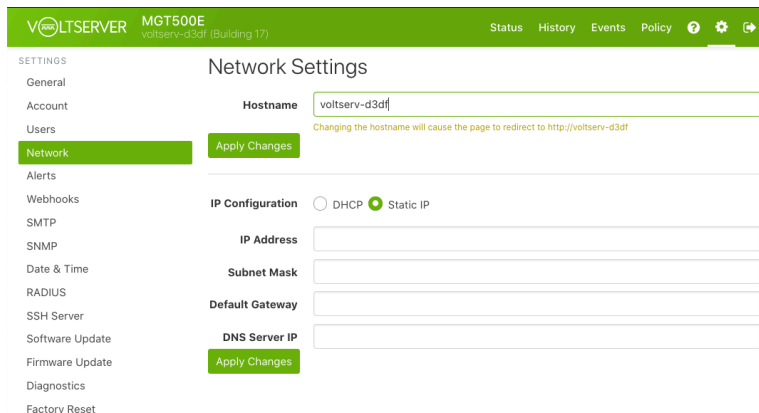 VOLTSERVER MGT500E
voltserv-d3df (Building 17)
Status History Events Policy ?
SETTINGS
General
Account
Users
Network
Alerts
Webhooks
SMTP
SNMP
Date & Time
RADIUS
SSH Server
Software Update
Firmware Update
Diagnostics
Factory Reset
Network Settings
Hostname voltserv-d3df
Changing the hostname will cause the page to redirect to http://voltserv-d3df
Apply Changes
IP Configuration DHCP Static IP
IP Address
Subnet Mask
Default Gateway
DNS Server IP
Apply Changes